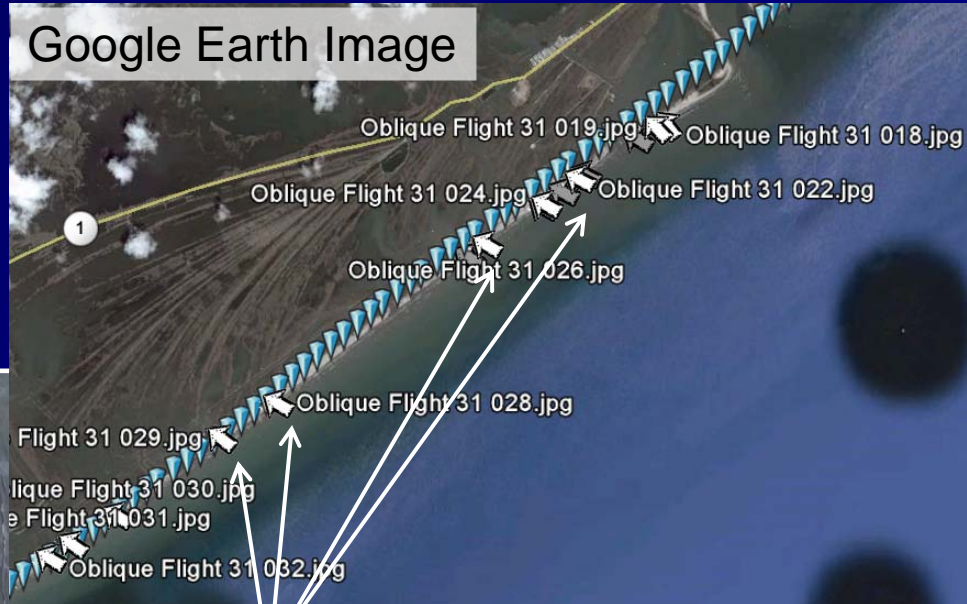 Google Earth Image
Oblique Flight 31 019.jpg
Oblique Flight 31 018.jpg
Oblique Flight 31 024.jpg
Oblique Flight 31 022.jpg
1
Oblique Flight 31 026.jpg
Oblique Flight 31 028.jpg
Flight 31 029.jpg
lique Flight 31 030.jpg
e Flight 31 031.jpg
Oblique Flight 31 032.jpg